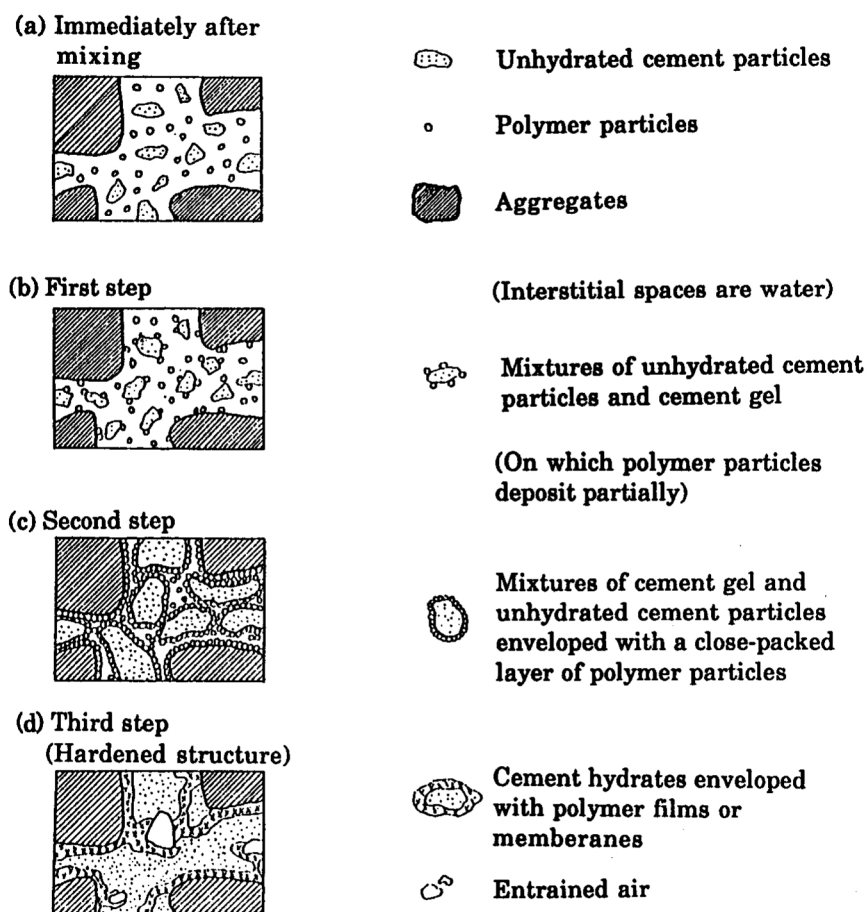 (a) Immediately after
mixing
Unhydrated cement particles
Polymer particles
Aggregates
(b) First step
(Interstitial spaces are water)
Mixtures of unhydrated cement
particles and cement gel
(On which polymer particles
deposit partially)
(c) Second step
Mixtures of cement gel and
unhydrated cement particles
enveloped with a close-packed
layer of polymer particles
(d) Third step
(Hardened structure)
Cement hydrates enveloped
with polymer films or
memberanes
Entrained air